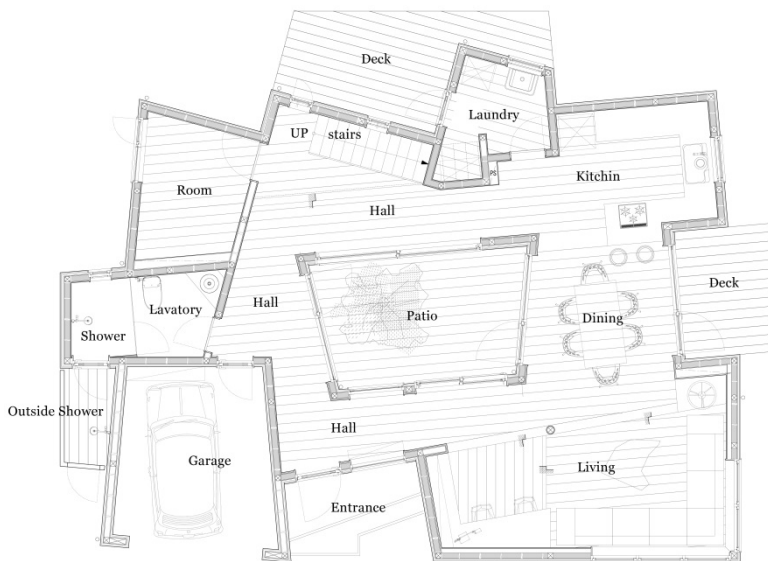 Deck
Laundry
UP stairs
PS
Kitchin
Room
Hall
Deck
Hall
Lavatory
Patio
Dining
Shower
Outside Shower
Hall
Garage
Living
Entrance